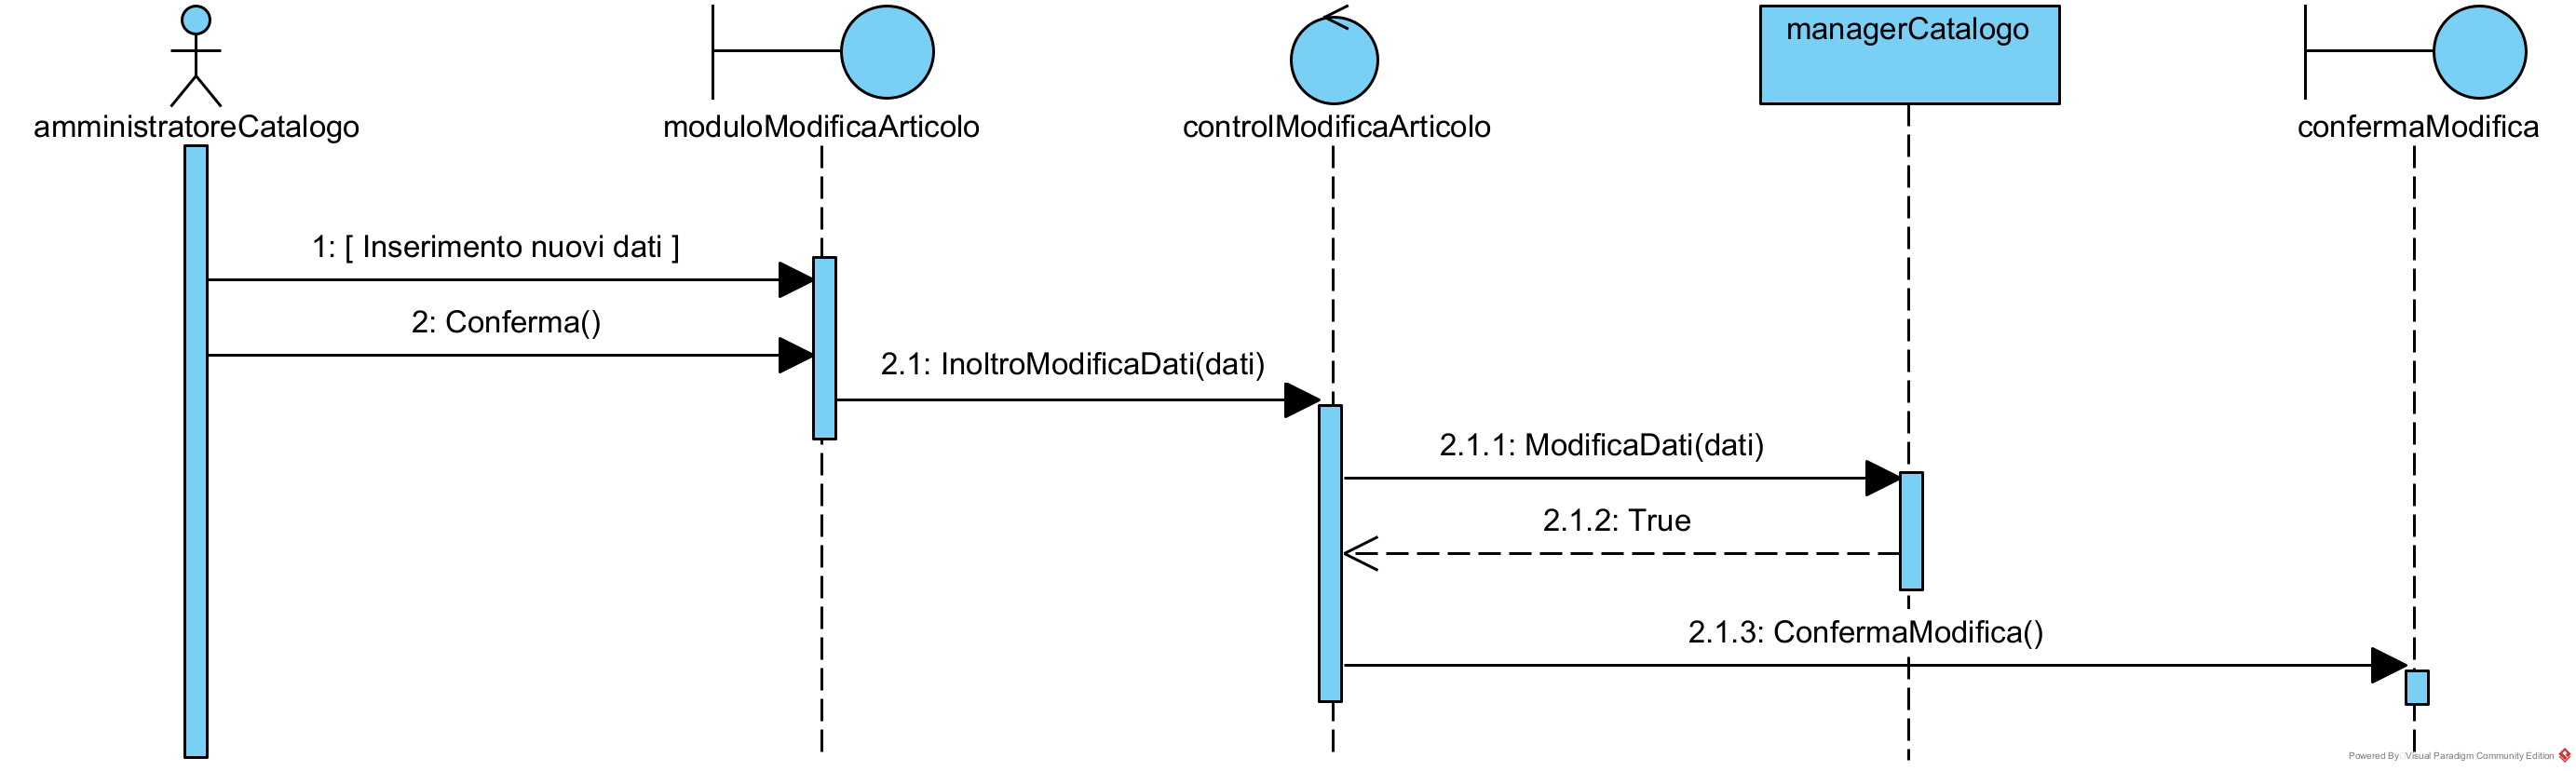 managerCatalogo
amministratoreCatalogo
moduloModificaArticolo
controlModificaArticolo
confermaModifica
1: [ Inserimento nuovi dati ]
2: Conferma()
2.1: InoltroModificaDati(dati)
2.1.1: ModificaDati(dati)
2.1.2: True
2.1.3: ConfermaModifica()
Powered By Visual Paradigm Community Edition